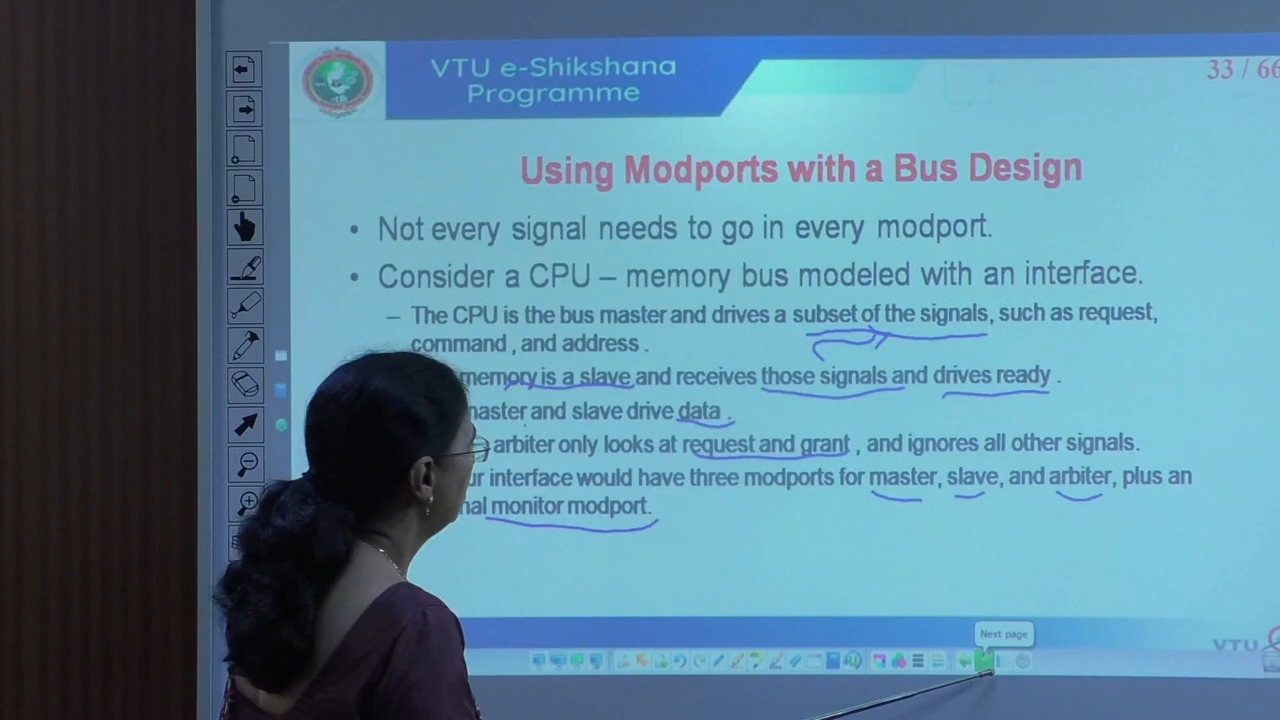 VTU e-Shikshana
Programme
33 / 66
Using Modports with a Bus Design
• Not every signal needs to go in every modport.
• Consider a CPU – memory bus modeled with an interface.
– The CPU is the bus master and drives a subset of the signals, such as request,
command , and address .
memory is a slave and receives those signals and drives ready .
master and slave drive data .
arbiter only looks at request and grant , and ignores all other signals.
interface would have three modports for master, slave, and arbiter, plus an
monitor modport.
Next page
VTU